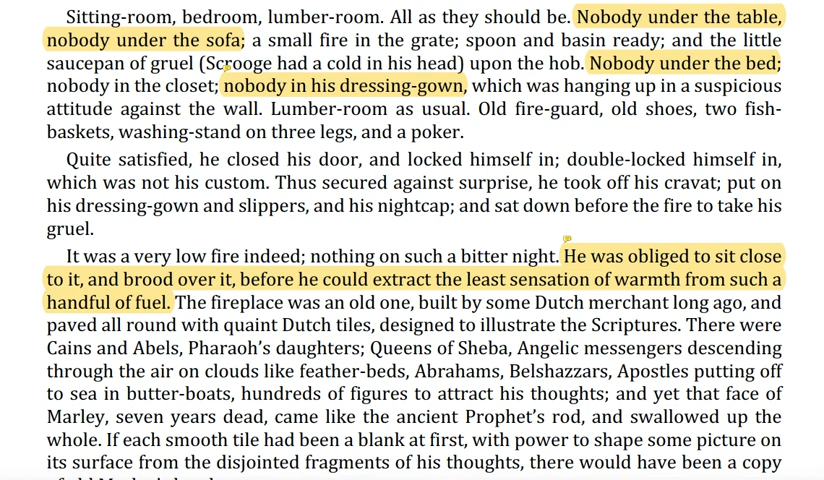 Sitting-room, bedroom, lumber-room. All as they should be. Nobody under the table,
nobody under the sofa; a small fire in the grate; spoon and basin ready; and the little
saucepan of gruel (Scrooge had a cold in his head) upon the hob. Nobody under the bed;
nobody in the closet; nobody in his dressing-gown, which was hanging up in a suspicious
attitude against the wall. Lumber-room as usual. Old fire-guard, old shoes, two fish-
baskets, washing-stand on three legs, and a poker.
Quite satisfied, he closed his door, and locked himself in; double-locked himself in,
which was not his custom. Thus secured against surprise, he took off his cravat; put on
his dressing-gown and slippers, and his nightcap; and sat down before the fire to take his
gruel.
It was a very low fire indeed; nothing on such a bitter night. He was obliged to sit close
to it, and brood over it, before he could extract the least sensation of warmth from such a
handful of fuel. The fireplace was an old one, built by some Dutch merchant long ago, and
paved all round with quaint Dutch tiles, designed to illustrate the Scriptures. There were
Cains and Abels, Pharaoh’s daughters; Queens of Sheba, Angelic messengers descending
through the air on clouds like feather-beds, Abrahams, Belshazzars, Apostles putting off
to sea in butter-boats, hundreds of figures to attract his thoughts; and yet that face of
Marley, seven years dead, came like the ancient Prophet’s rod, and swallowed up the
whole. If each smooth tile had been a blank at first, with power to shape some picture on
its surface from the disjointed fragments of his thoughts, there would have been a copy